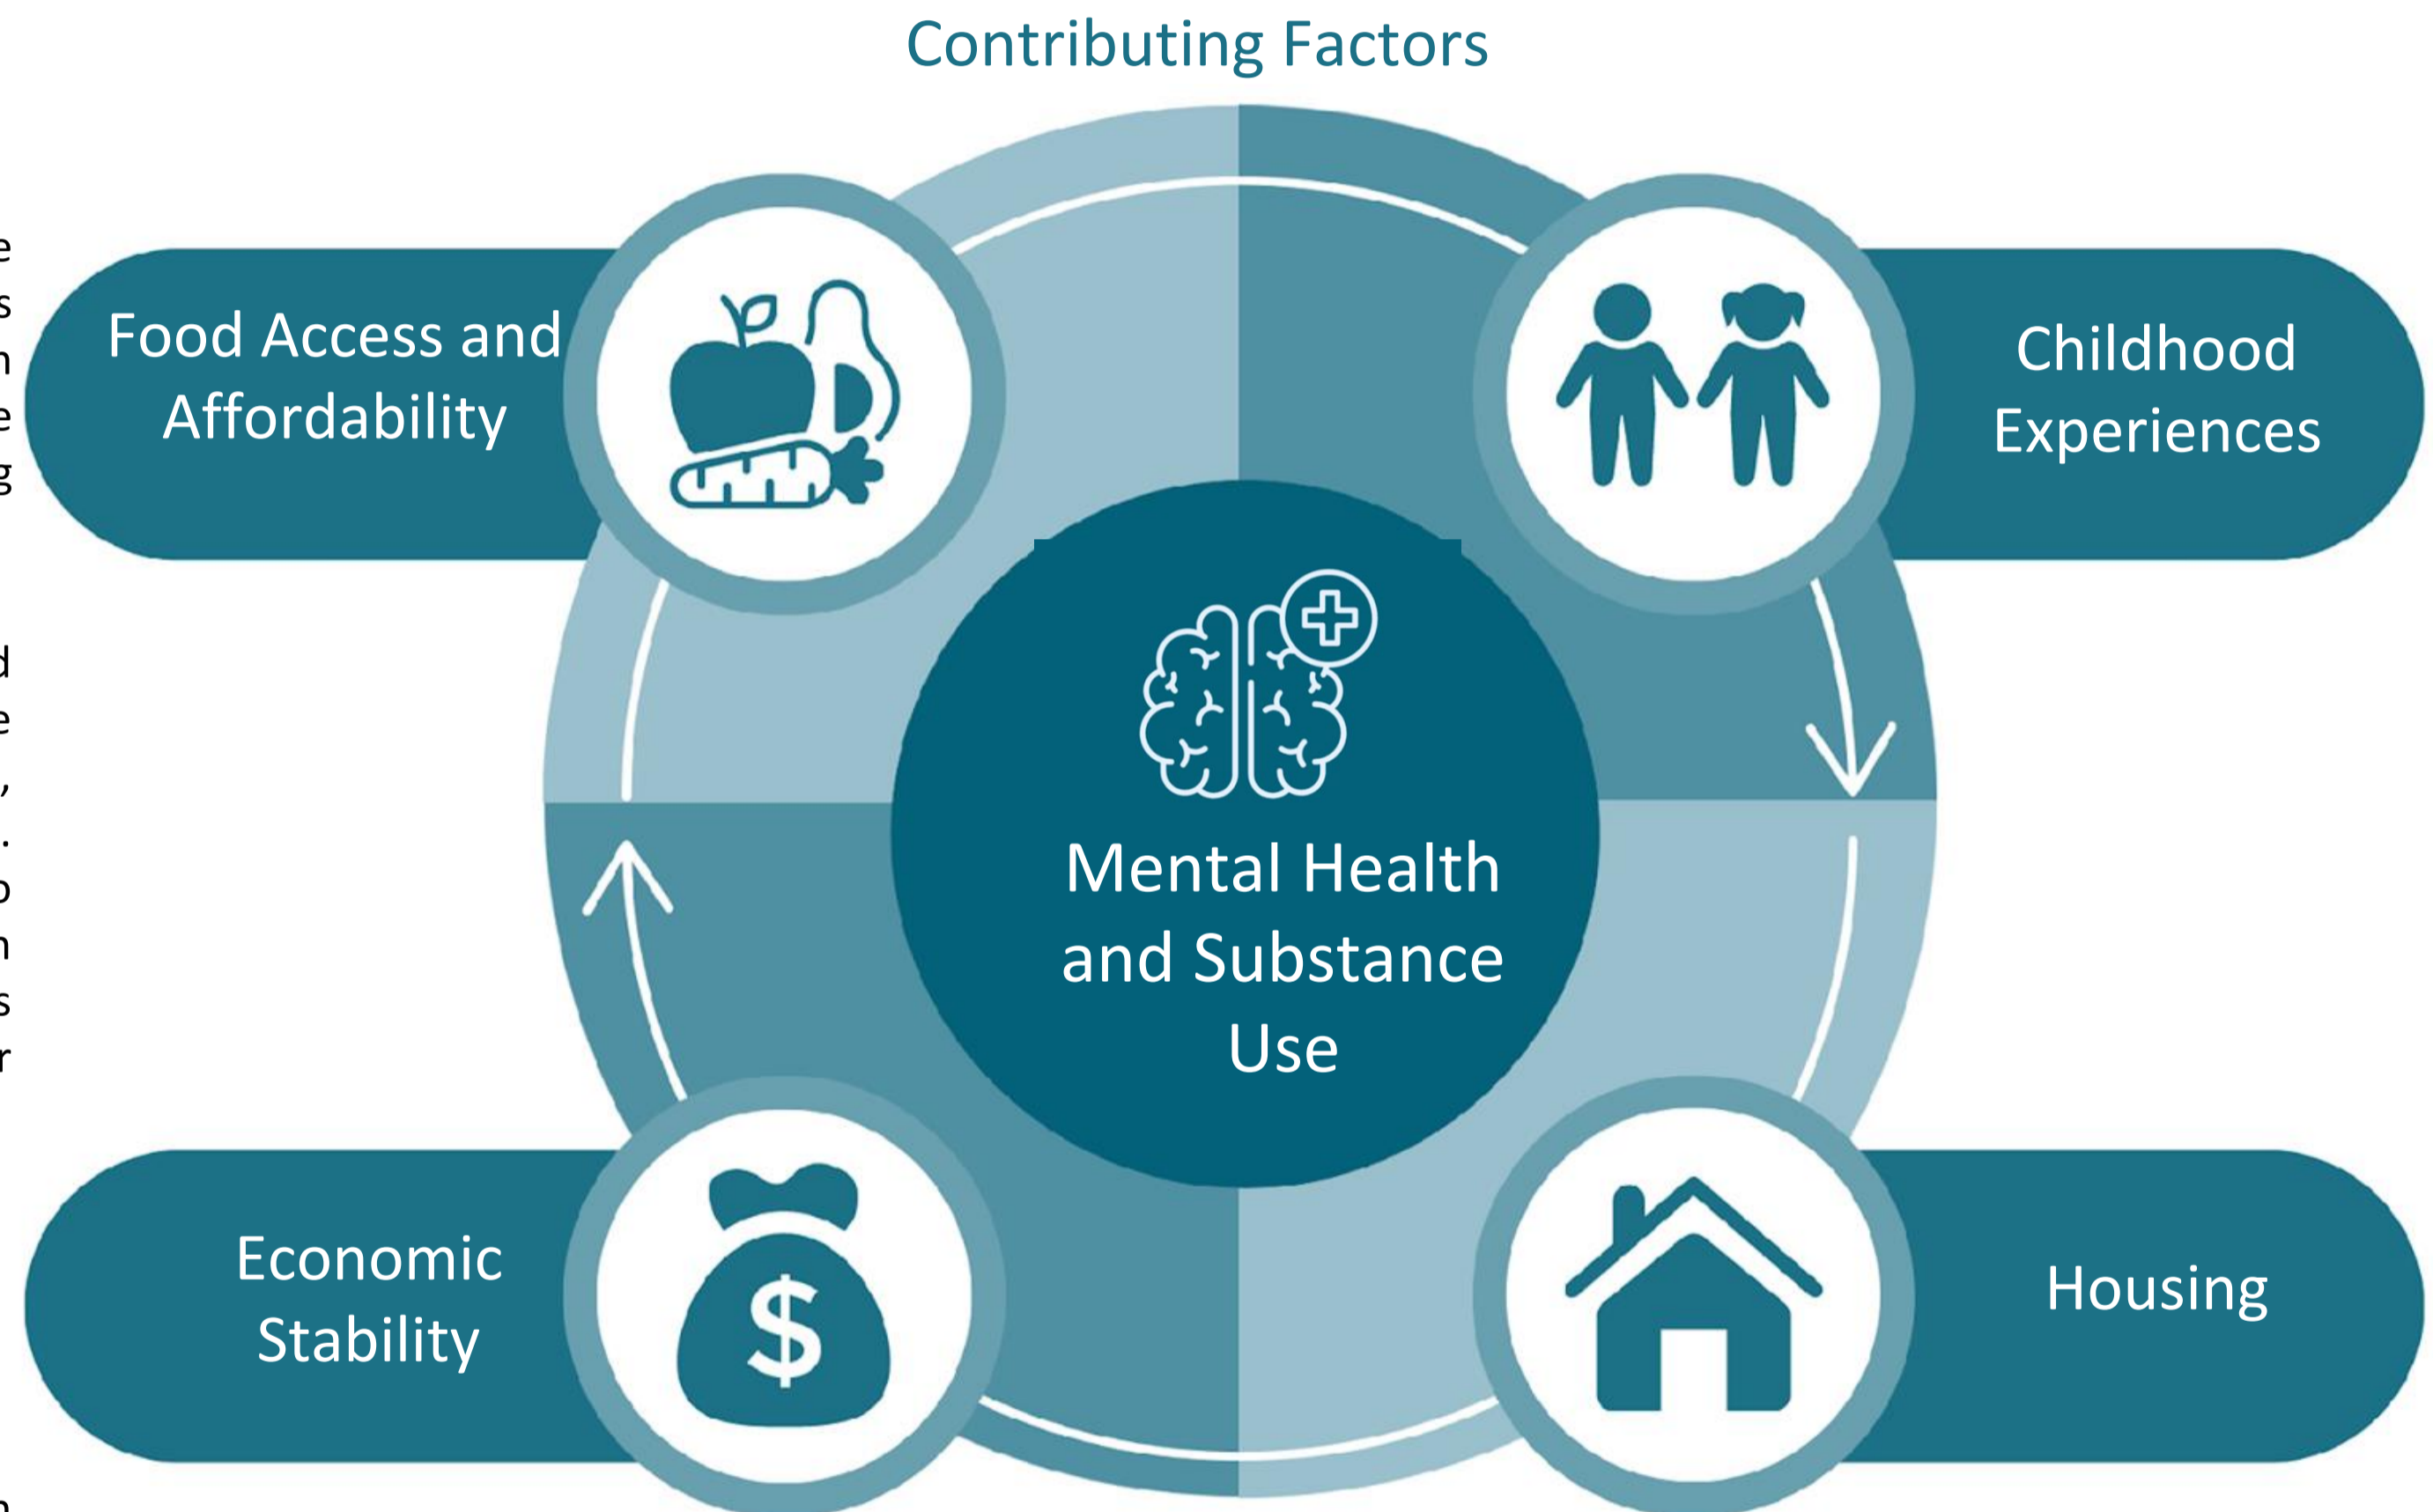 Contributing Factors
Food Access and
Affordability
Childhood
Experiences
Mental Health
and Substance
Use
Economic
Stability
$
Housing